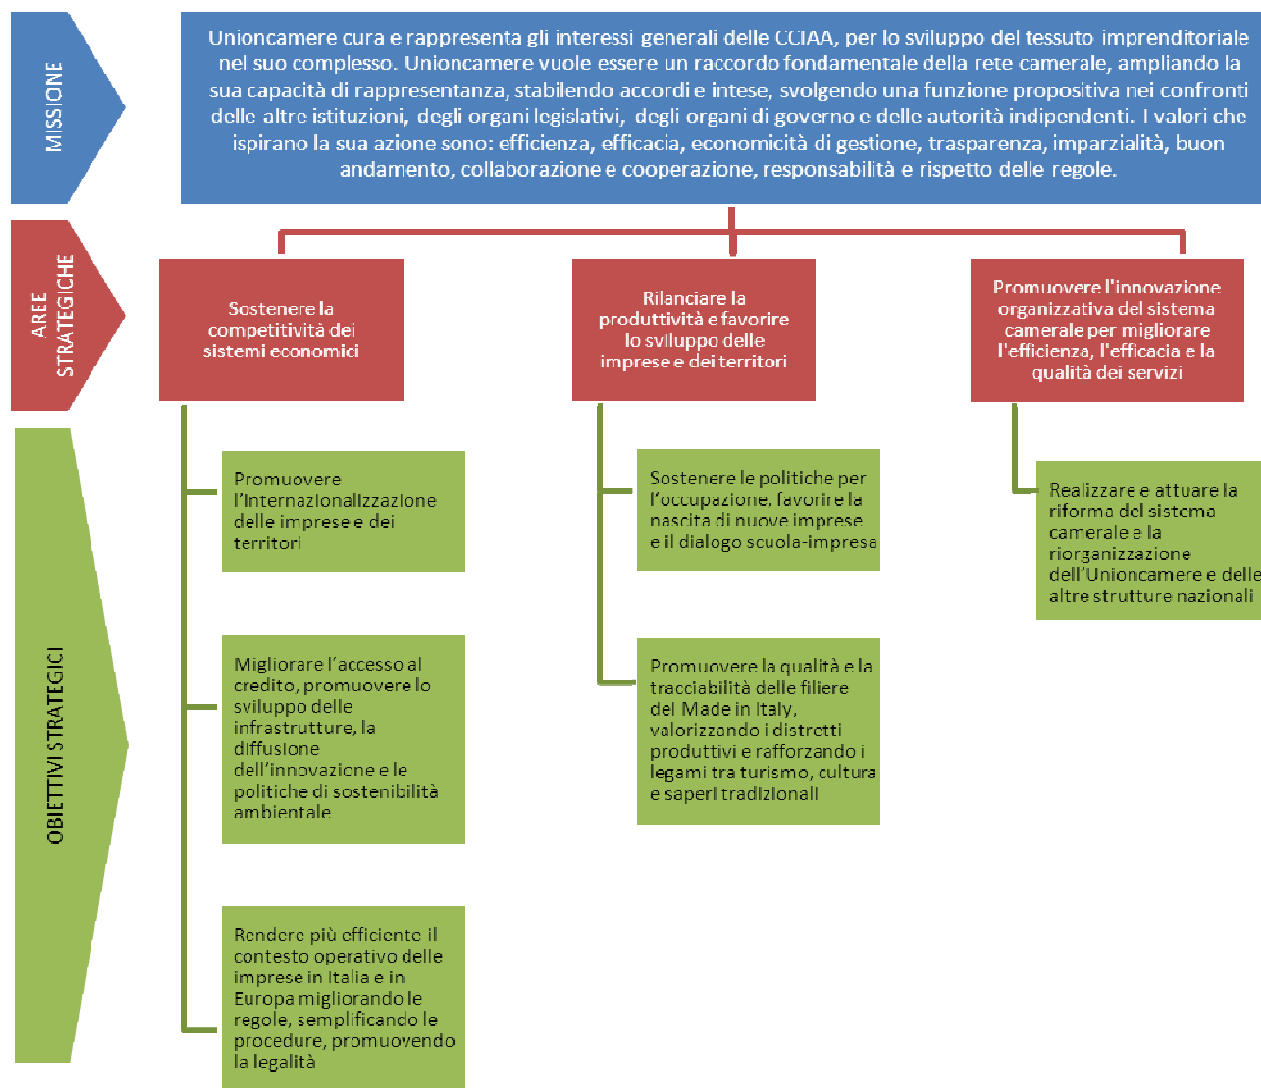 MISSIONE
Unioncamere cura e rappresenta gli interessi generali delle CCIAA, per lo sviluppo del tessuto imprenditoriale
nel suo complesso. Unioncamere vuole essere un raccordo fondamentale della rete camerale, ampliando la
sua capacità di rappresentanza, stabilendo accordi e intese, svolgendo una funzione propositiva nei confronti
delle altre istituzioni, degli organi legislativi, degli organi di governo e delle autorità indipendenti. I valori che
ispirano la sua azione sono: efficienza, efficacia, economicità di gestione, trasparenza, imparzialità, buon
andamento, collaborazione e cooperazione, responsabilità e rispetto delle regole.
AREE
STRATEGICHE
Sostenere la
competitività dei
sistemi economici
Rilanciare la
produttività e favorire
lo sviluppo delle
imprese e dei territori
Promuovere l'innovazione
organizzativa del sistema
camerale per migliorare
l'efficienza, l'efficacia e la
qualità dei servizi
OBIETTIVI STRATEGICI
Promuovere
l'Internazionalizzazione
delle imprese e dei
territori
Migliorare l'accesso al
credito, promuovere lo
sviluppo delle
infrastrutture, la
diffusione
dell'innovazione e le
politiche di sostenibilità
ambientale
Rendere più efficiente il
contesto operativo delle
imprese in Italia e in
Europa migliorando le
regole, semplificando le
procedure, promuovendo
la legalità
Sostenere le politiche per
l'occupazione, favorire la
nascita di nuove imprese
e il dialogo scuola-impresa
Promuovere la qualità e la
tracciabilità delle filiere
del Made in Italy,
valorizzando i distretti
produttivi e rafforzando i
legami tra turismo, cultura
e saperi tradizionali
Realizzare e attuare la
riforma del sistema
camerale e la
riorganizzazione
dell'Unioncamere e delle
altre strutture nazionali